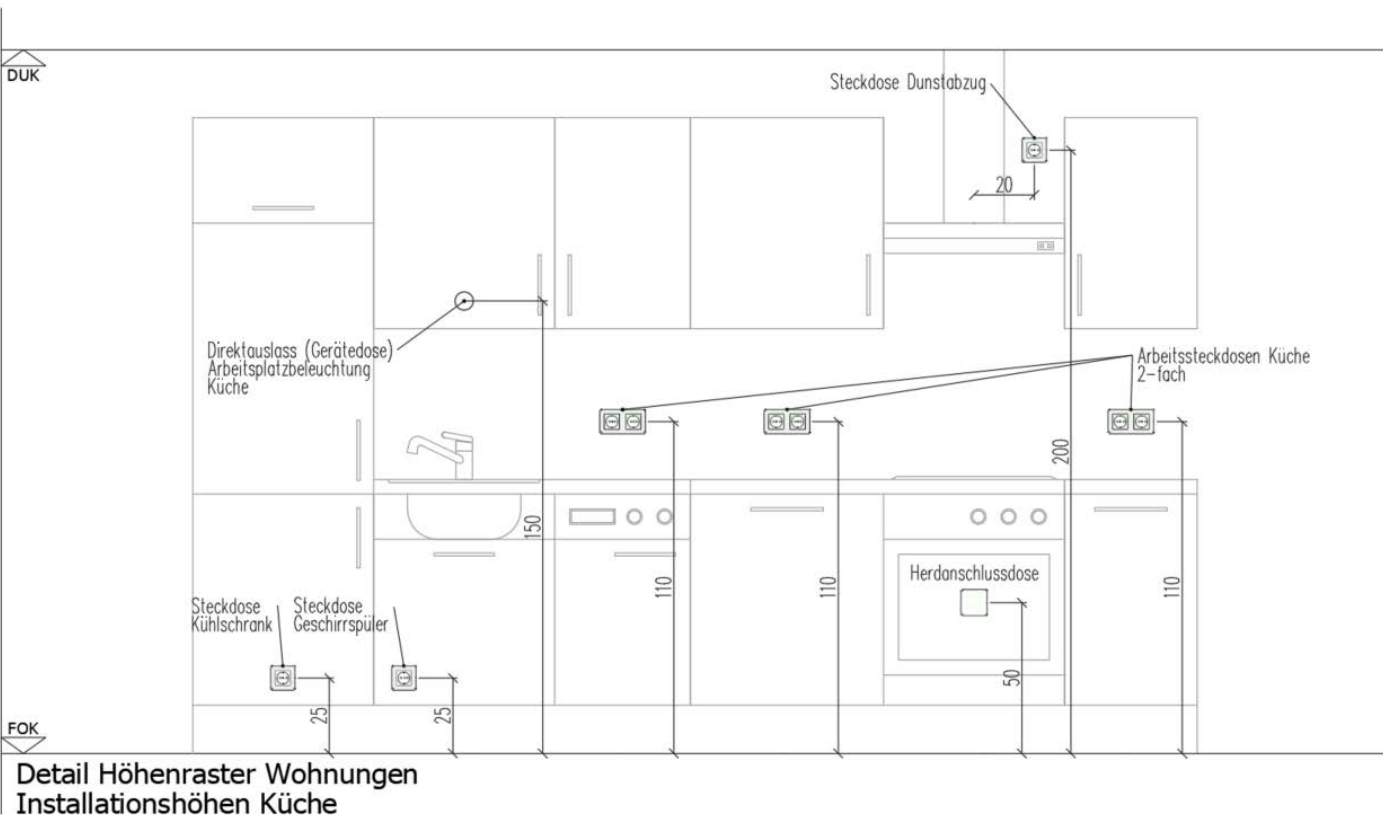 DUK
Steckdose Dunstabzug
20
Direktauslass (Gerätedose)
Arbeitsplatzbeleuchtung
Küche
Arbeitssteckdosen Küche
2-fach
200
150
110
110
110
Herdanschlussdose
Steckdose
Kühlschrank
Steckdose
Geschirrspüler
50
25
25
FOK
Detail Höhenraster Wohnungen
Installationshöhen Küche